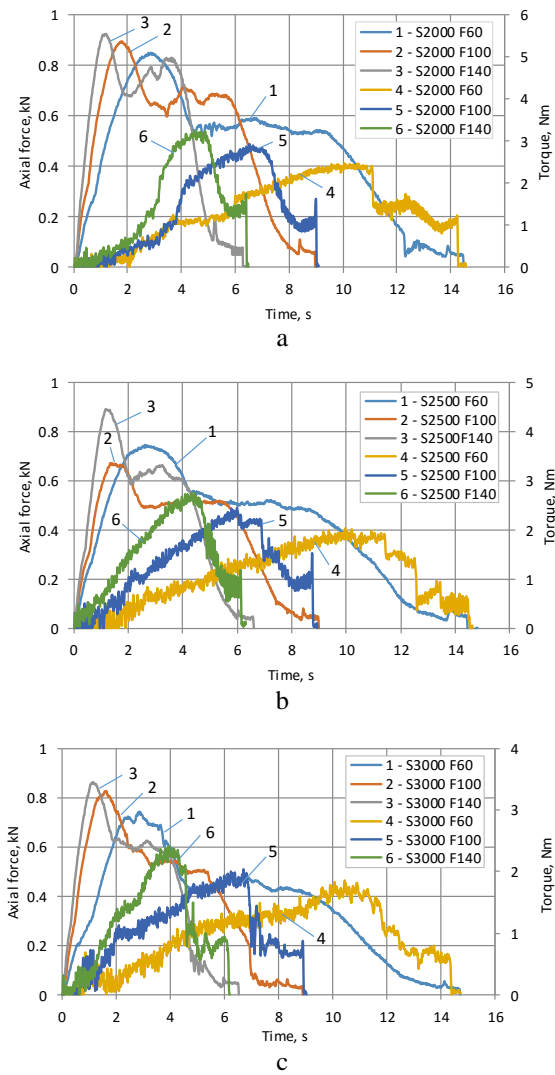 3
2
1 - S2000 F60
2 - S2000 F100
3 - S2000 F140
4 - S2000 F60
5 - S2000 F100
6 - S2000 F140
1
6
5
4
Axial force, kN
1
0.8
0.6
0.4
0.2
0
6
5
4
3
2
1
0
Torque, Nm
0 2 4 6 8 10 12 14 16
Time, s
a
3
2
1
1 - S2500 F60
2 - S2500 F100
3 - S2500F140
4 - S2500 F60
5 - S2500 F100
6 - S2500 F140
6
5
4
Axial force, kN
1
0.8
0.6
0.4
0.2
0
5
4
3
2
1
0
Torque, Nm
0 2 4 6 8 10 12 14 16
Time, s
b
3
2
1
6
1 - S3000 F60
2 - S3000 F100
3 - S3000 F140
4 - S3000 F60
5 - S3000 F100
6 - S3000 F140
5
4
Axial force, kN
1
0.8
0.6
0.4
0.2
0
4
3
2
1
0
Torque, Nm
0 2 4 6 8 10 12 14 16
Time, s
c